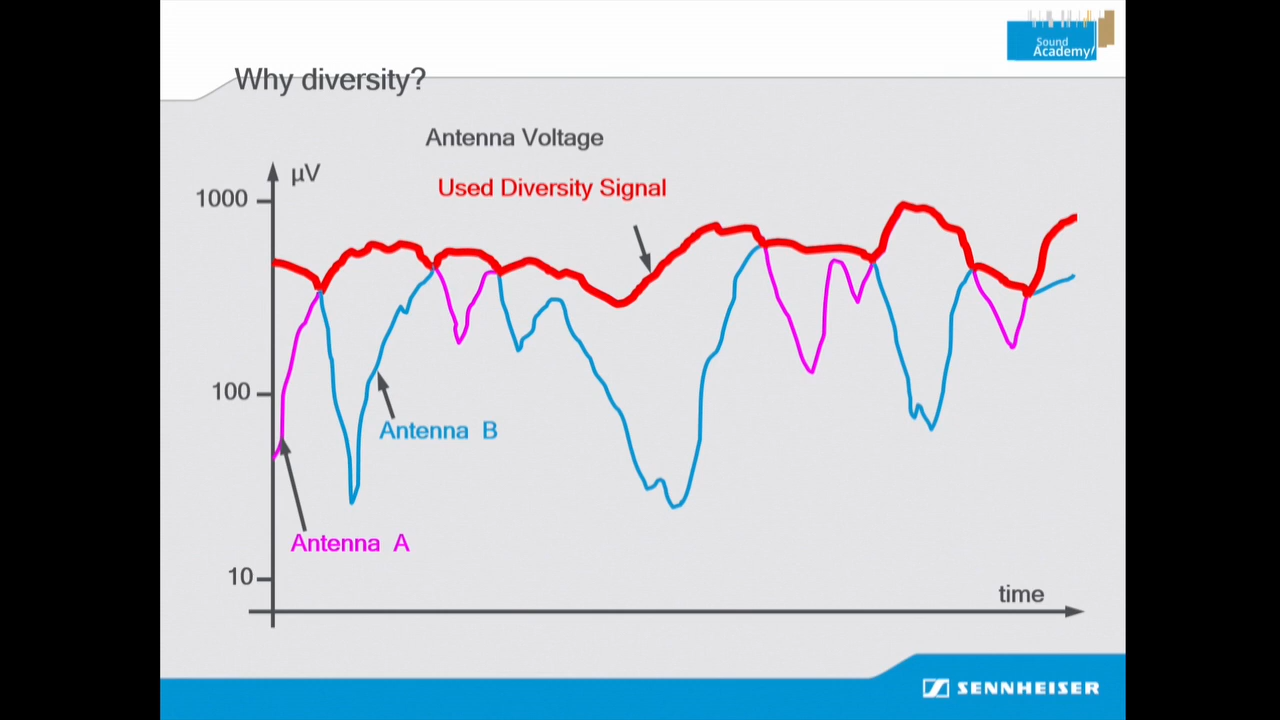 Sound
Academy
Why diversity?
Antenna Voltage
µV
Used Diversity Signal
1000
100
Antenna B
Antenna A
10
time
SENNHEISER